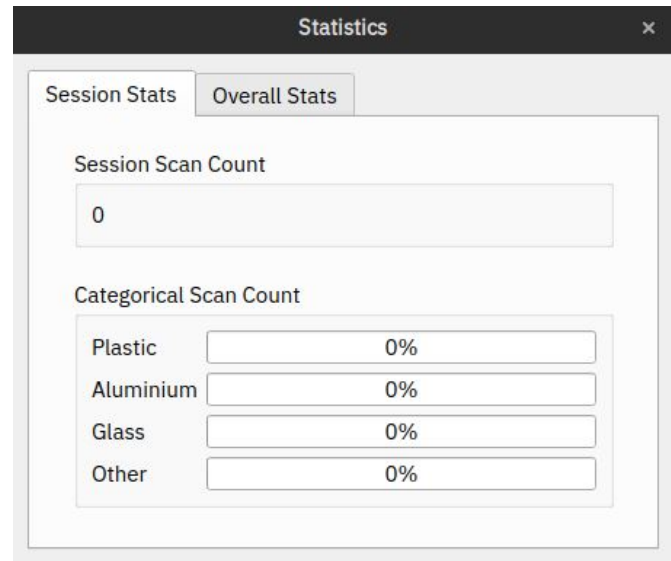 Statistics ×
Session Stats Overall Stats
Session Scan Count
0
Categorical Scan Count
Plastic 0%
Aluminium 0%
Glass 0%
Other 0%